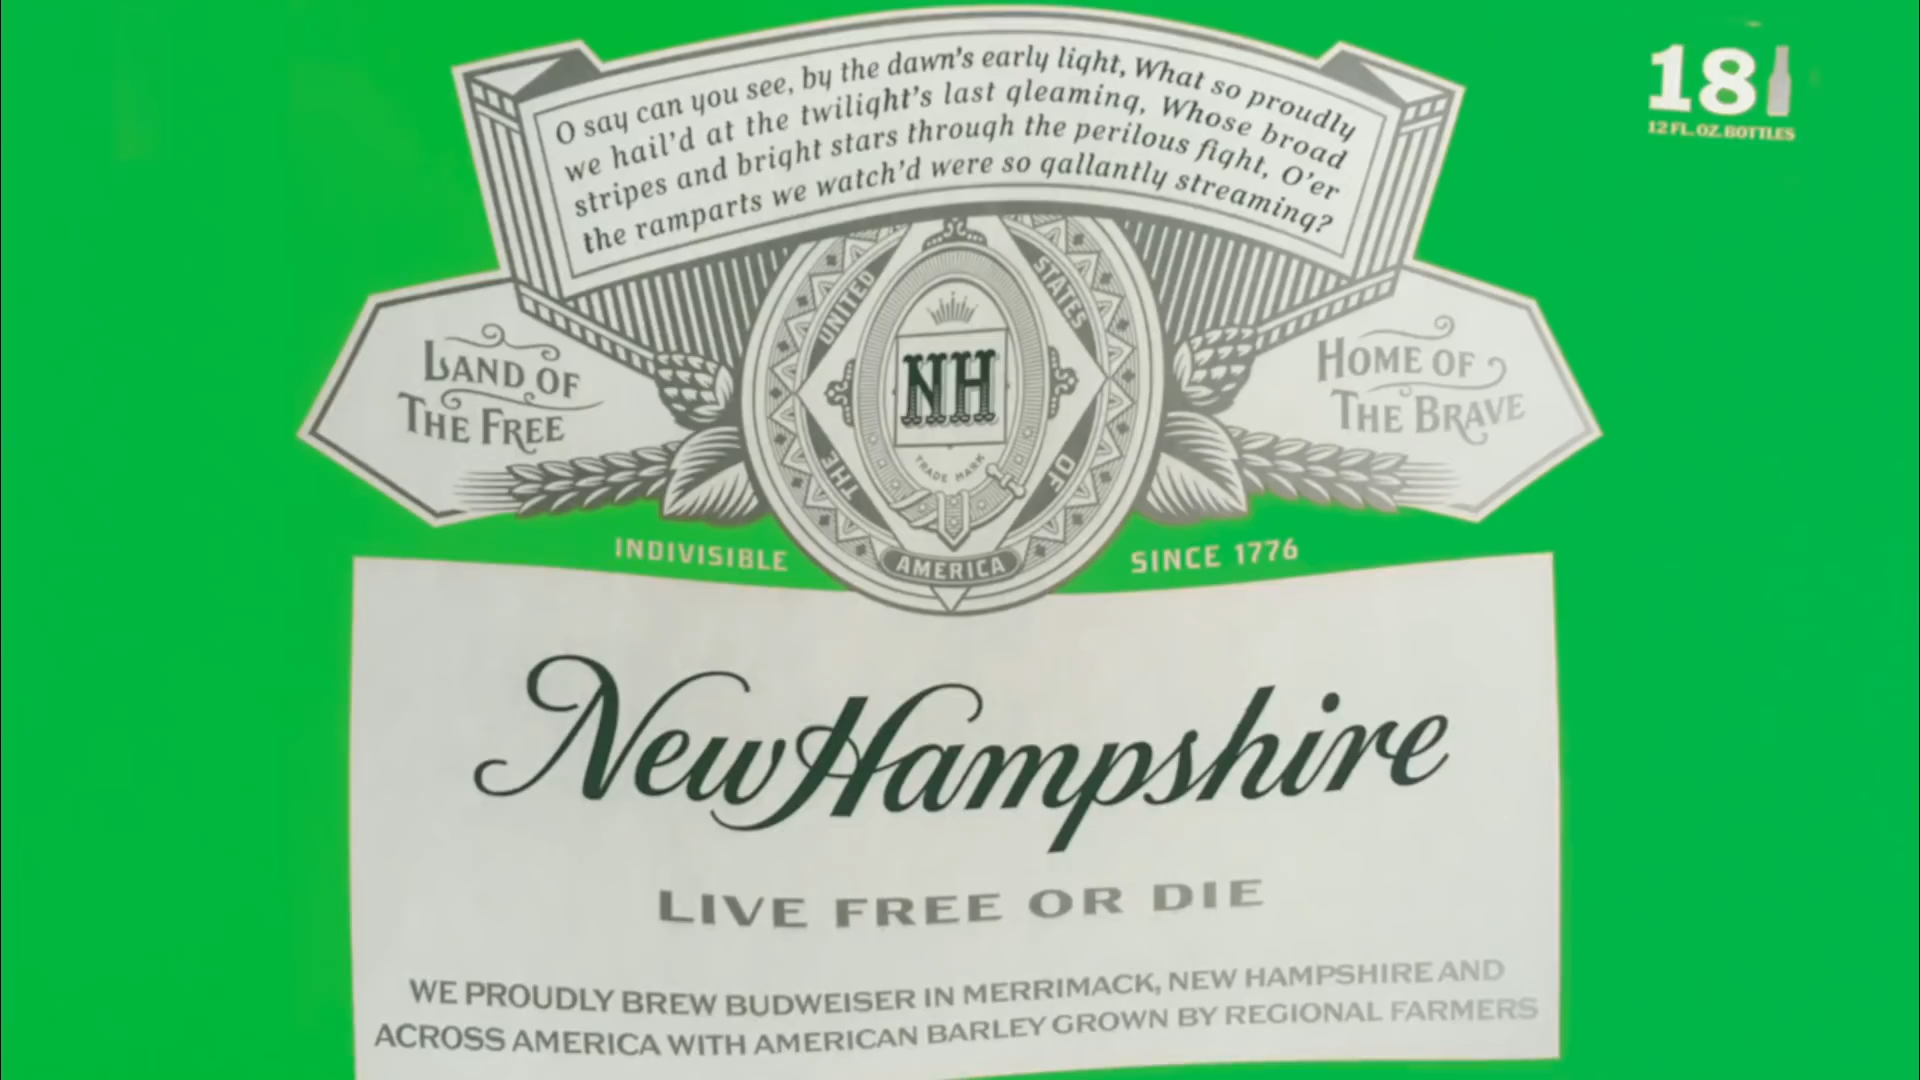 O say can you see, by the dawn's early light, What so proudly
we hail'd at the twilight's last gleaming, Whose broad
stripes and bright stars through the perilous fight, O'er
the ramparts we watch'd were so gallantly streaming?
18
12 FL. OZ. BOTTLES
LAND OF
THE FREE
UNITED
STATES
NH
TRADE MARK
THE
OF
AMERICA
HOME OF
THE BRAVE
INDIVISIBLE
SINCE 1776
New Hampshire
LIVE FREE OR DIE
WE PROUDLY BREW BUDWEISER IN MERRIMACK, NEW HAMPSHIRE AND
ACROSS AMERICA WITH AMERICAN BARLEY GROWN BY REGIONAL FARMERS